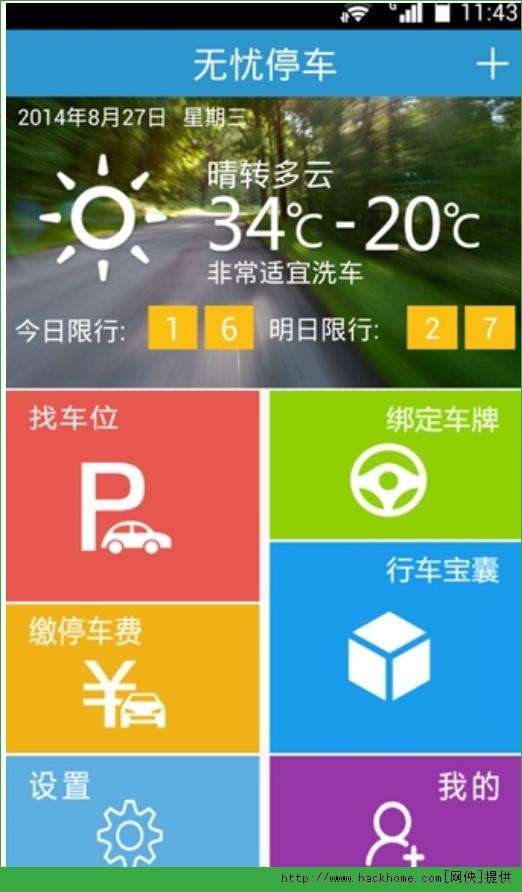 G 11:43
无忧停车
2014年8月27日 星期三
晴转多云
34℃-20℃
非常适宜洗车
今日限行: 1 6 明日限行: 2 7
找车位
绑定车牌
P
行车宝囊
缴停车费
¥
设置
我的
http://www.hackhome.com[网侠]提供